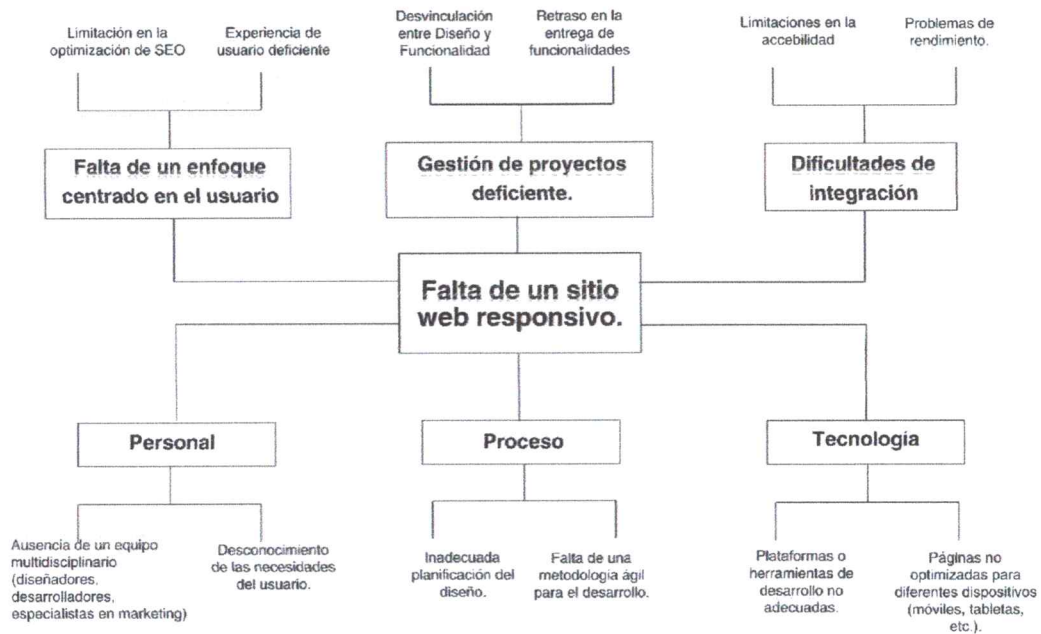 Limitación en la
optimización de SEO
Experiencia de
usuario deficiente
Desvinculación
entre Diseño y
Funcionalidad
Retraso en la
entrega de
funcionalidades
Limitaciones en la
accebilidad
Problemas de
rendimiento.
Falta de un enfoque
centrado en el usuario
Gestión de proyectos
deficiente.
Dificultades de
integración
Falta de un sitio
web responsivo.
Personal
Proceso
Tecnología
Ausencia de un equipo
multidisciplinario
(diseñadores,
desarrolladores,
especialistas en marketing)
Desconocimiento
de las necesidades
del usuario.
Inadecuada
planificación del
diseño.
Falta de una
metodología ágil
para el desarrollo.
Plataformas o
herramientas de
desarrollo no
adecuadas.
Páginas no
optimizadas para
diferentes dispositivos
(móviles, tabletas,
etc.).